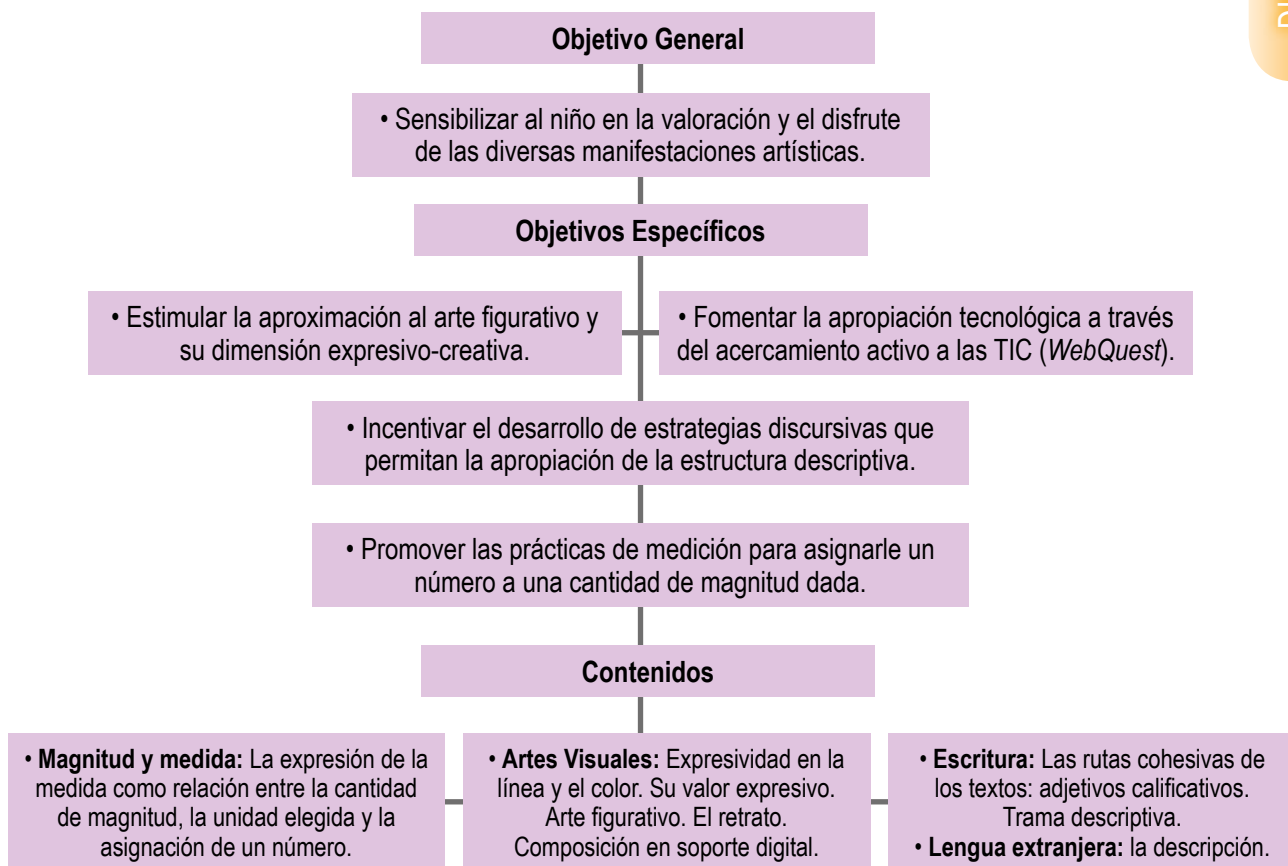 Objetivo General
• Sensibilizar al niño en la valoración y el disfrute
de las diversas manifestaciones artísticas.
Objetivos Específicos
• Estimular la aproximación al arte figurativo y
su dimensión expresivo-creativa.
• Fomentar la apropiación tecnológica a través
del acercamiento activo a las TIC (WebQuest).
• Incentivar el desarrollo de estrategias discursivas que
permitan la apropiación de la estructura descriptiva.
• Promover las prácticas de medición para asignarle un
número a una cantidad de magnitud dada.
Contenidos
• Magnitud y medida: La expresión de la
medida como relación entre la cantidad
de magnitud, la unidad elegida y la
asignación de un número.
• Artes Visuales: Expresividad en la
línea y el color. Su valor expresivo.
Arte figurativo. El retrato.
Composición en soporte digital.
• Escritura: Las rutas cohesivas de
los textos: adjetivos calificativos.
Trama descriptiva.
• Lengua extranjera: la descripción.